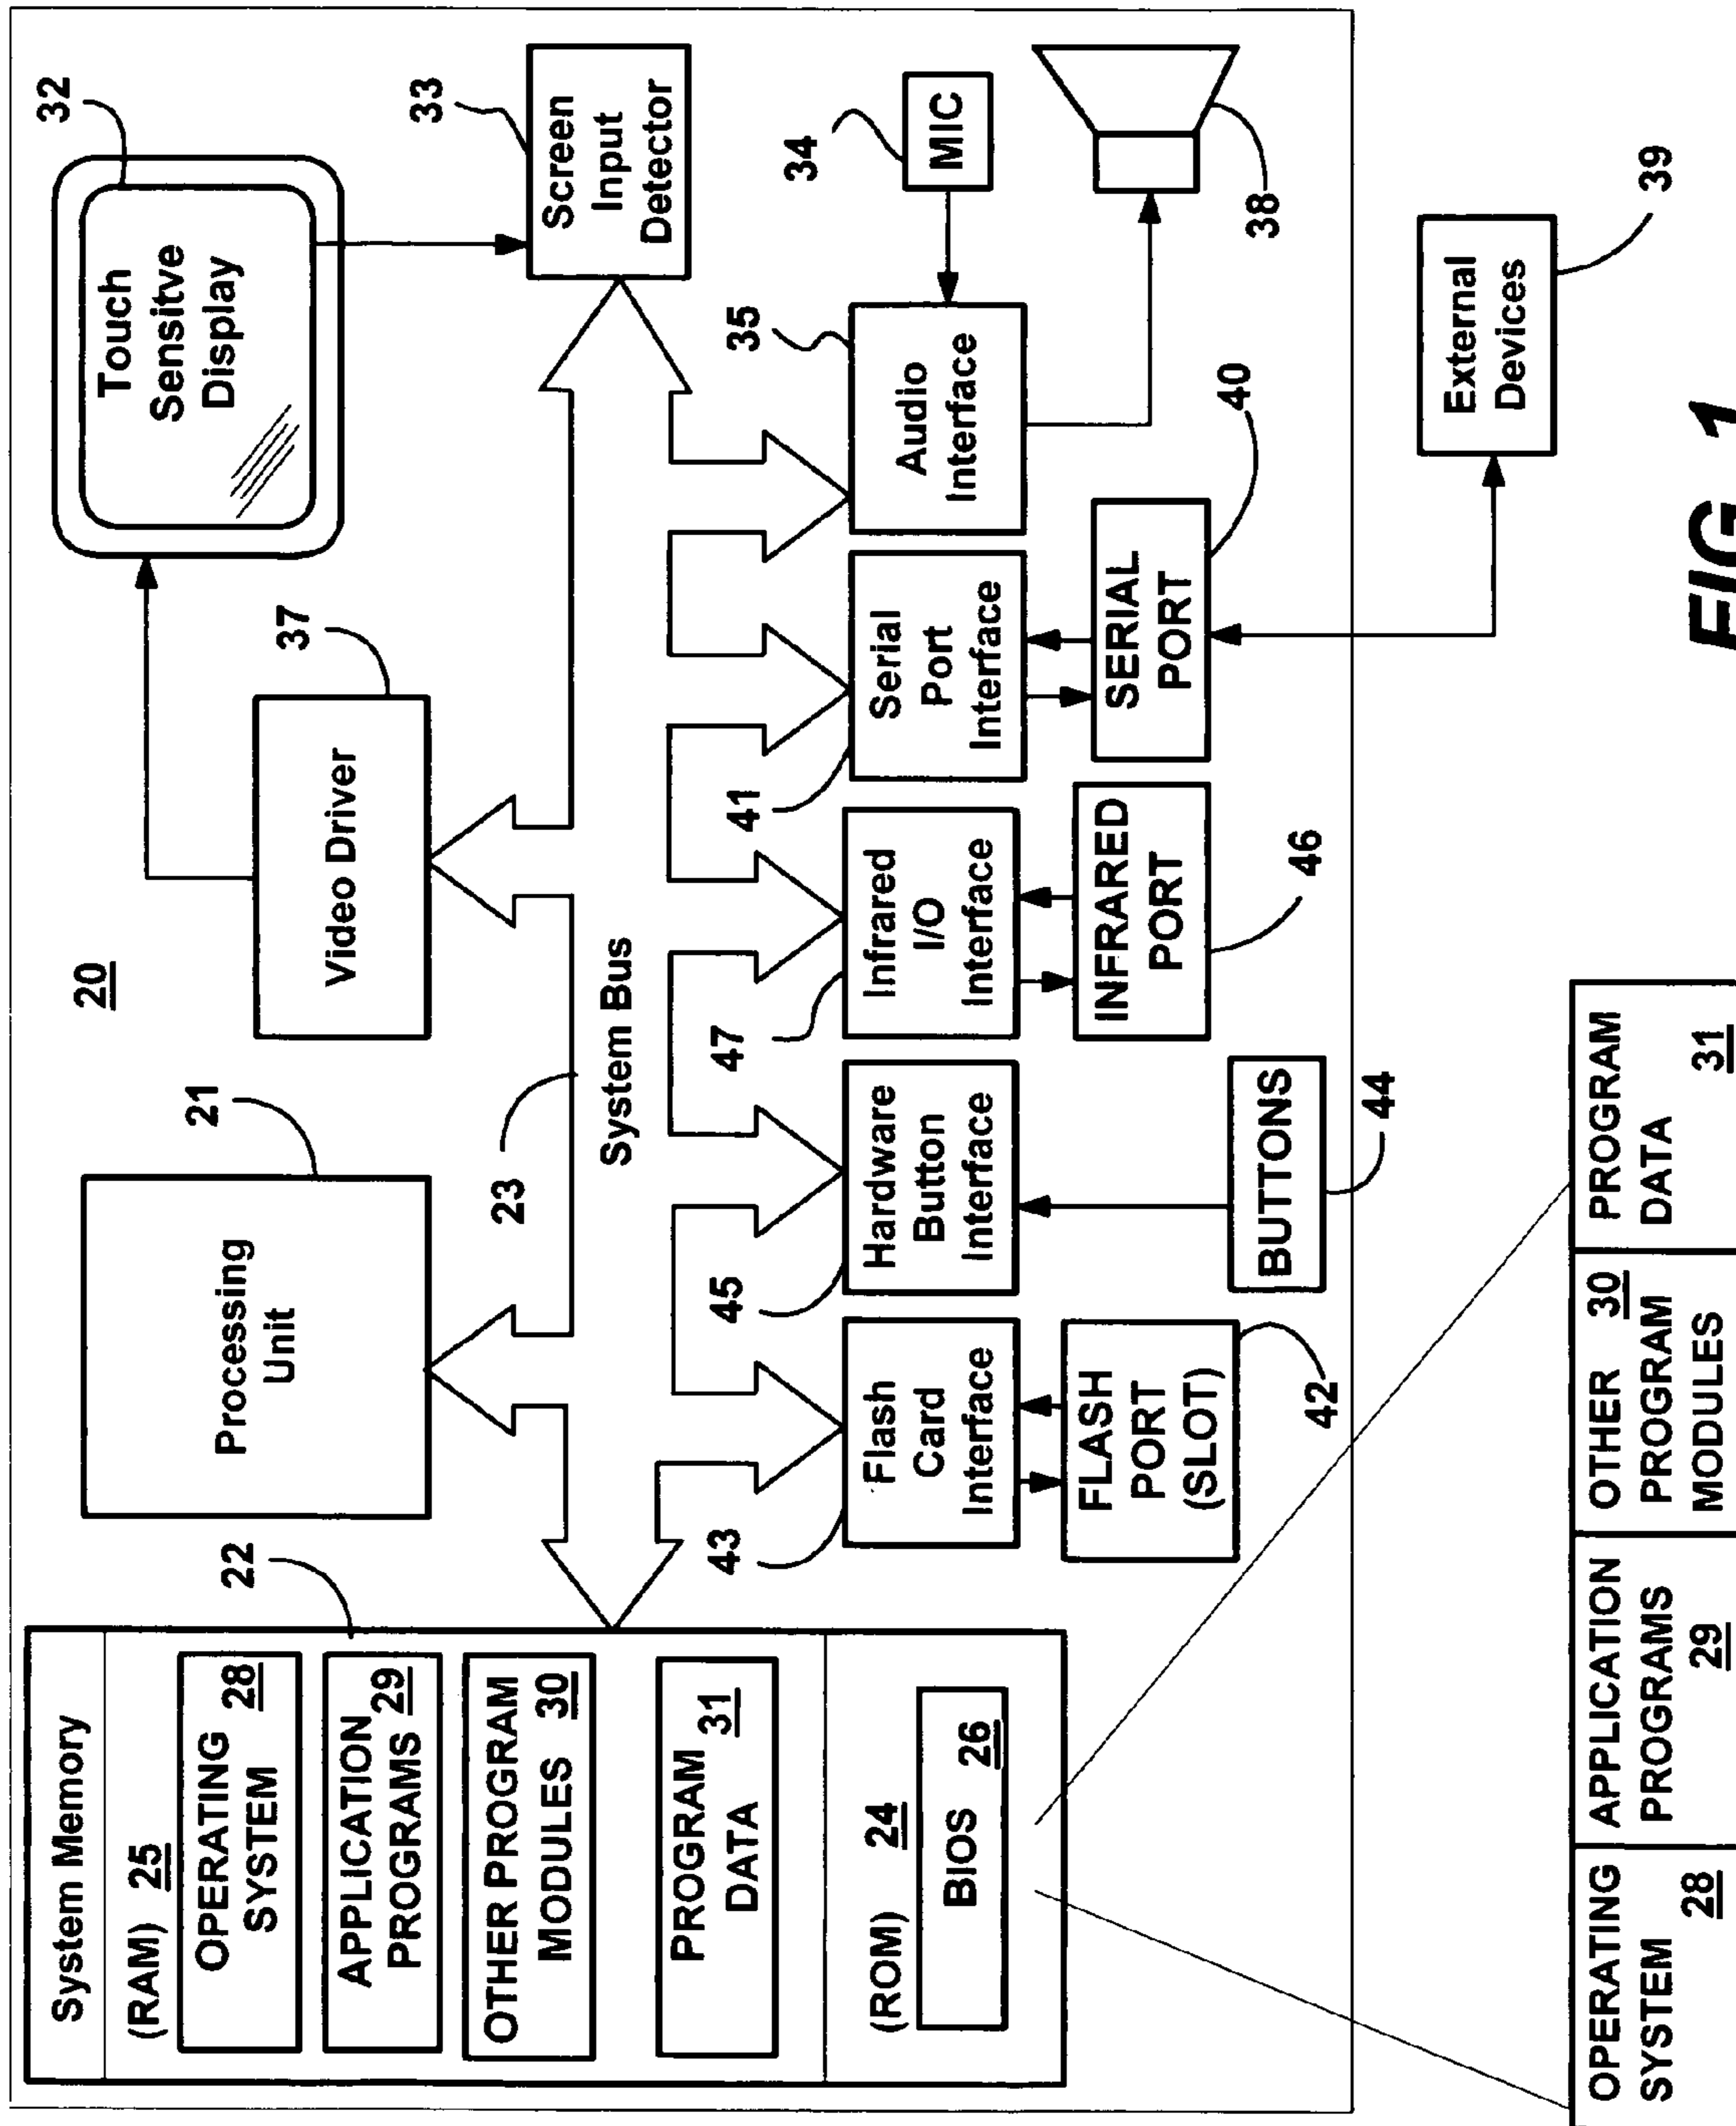 20
System Memory
(RAM) 25
OPERATING
SYSTEM 28
APPLICATION
PROGRAMS 29
OTHER PROGRAM
MODULES 30
PROGRAM
DATA 31
(ROM) 24
BIOS 26
22
Processing
Unit
21
Video Driver
37
Touch
Sensitve
Display
32
Screen
Input
Detector
33
23
System Bus
43
45
47
41
35
34
Flash
Card
Interface
Hardware
Button
Interface
Infrared
I/O
Interface
Serial
Port
Interface
Audio
Interface
MIC
FLASH
PORT
(SLOT)
42
BUTTONS
44
INFRARED
PORT
46
SERIAL
PORT
40
38
External
Devices
39
OPERATING
SYSTEM
28
APPLICATION
PROGRAMS
29
OTHER 30
PROGRAM
MODULES
PROGRAM
DATA
31
FIG 1